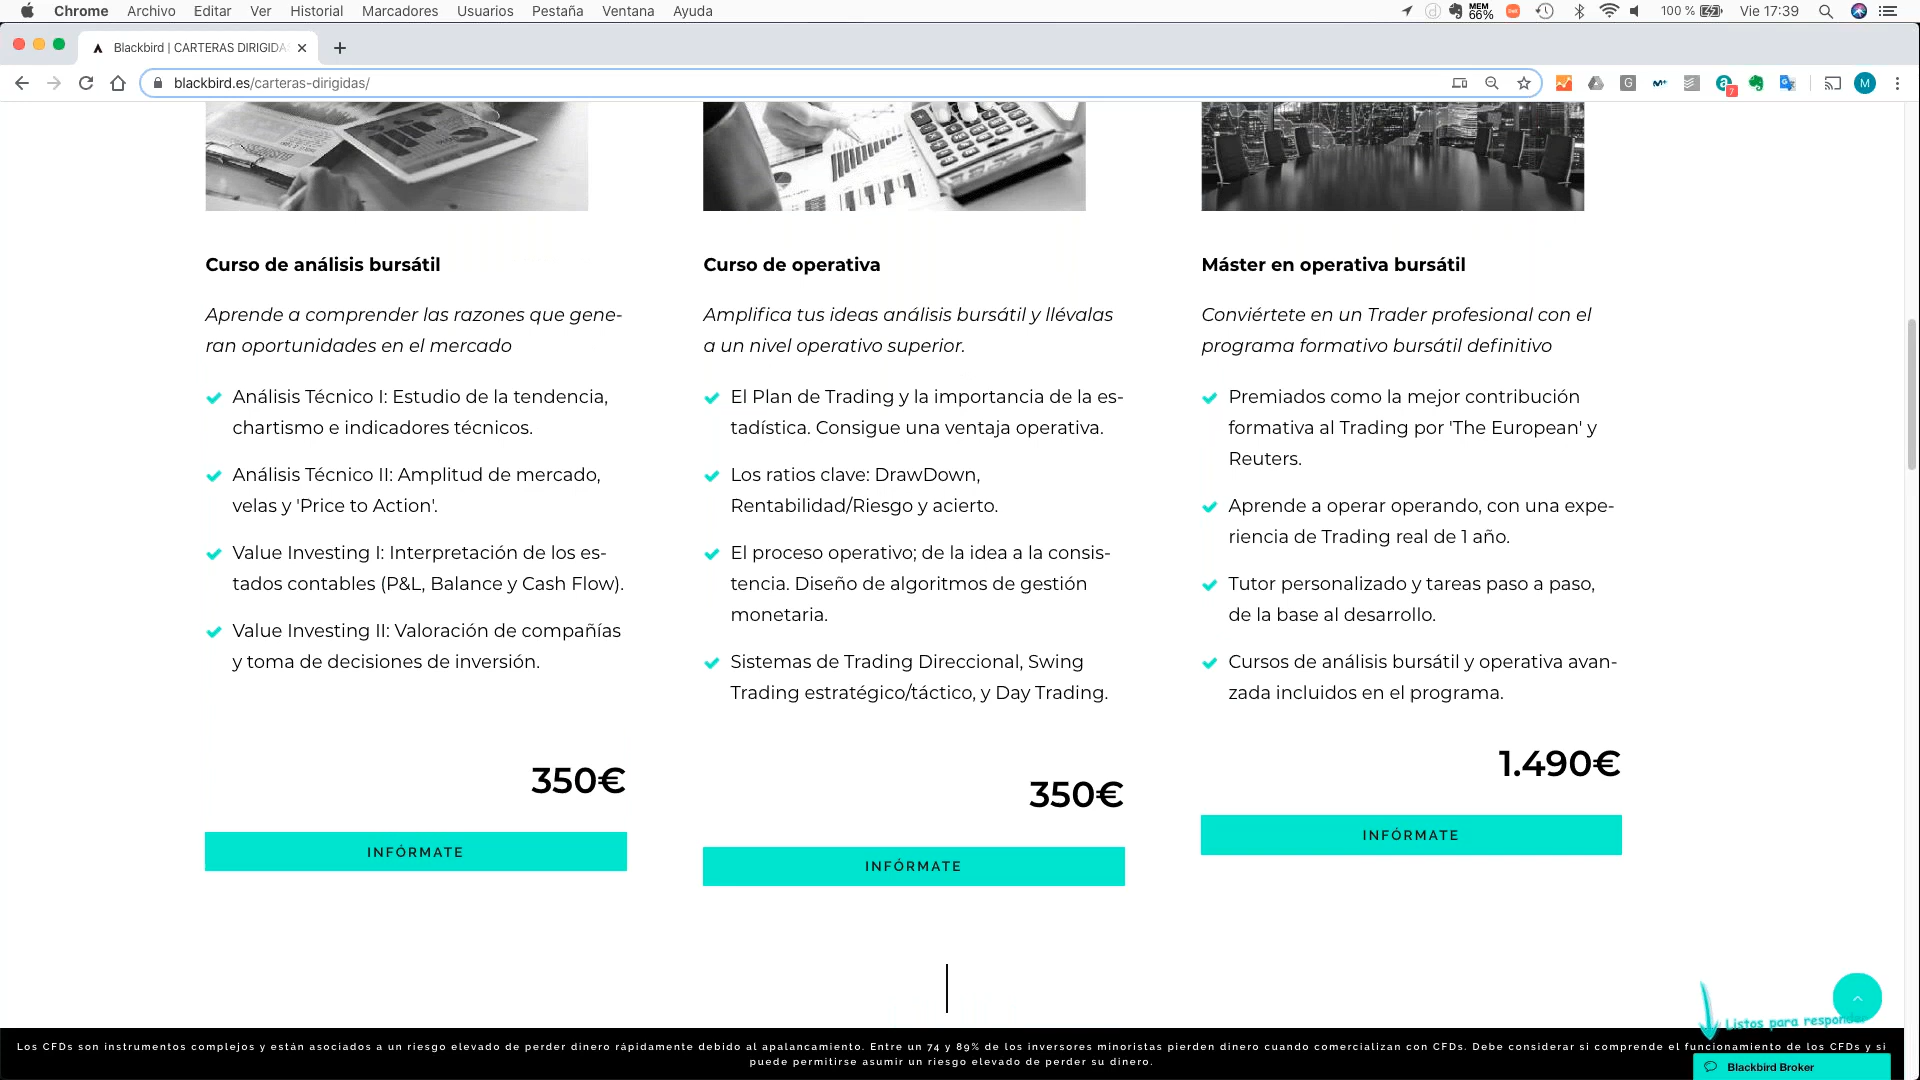 Chrome Archivo Editar Ver Historial Marcadores Usuarios Pestaña Ventana Ayuda
MEM 66% 100 % Vie 17:39
Blackbird | CARTERAS DIRIGIDA
blackbird.es/carteras-dirigidas/
Curso de análisis bursátil
Aprende a comprender las razones que gene-
ran oportunidades en el mercado
Análisis Técnico I: Estudio de la tendencia,
chartismo e indicadores técnicos.
Análisis Técnico II: Amplitud de mercado,
velas y 'Price to Action'.
Value Investing I: Interpretación de los es-
tados contables (P&L, Balance y Cash Flow).
Value Investing II: Valoración de compañías
y toma de decisiones de inversión.
350€
INFÓRMATE
Curso de operativa
Amplifica tus ideas análisis bursátil y llévalas
a un nivel operativo superior.
El Plan de Trading y la importancia de la es-
tadística. Consigue una ventaja operativa.
Los ratios clave: DrawDown,
Rentabilidad/Riesgo y acierto.
El proceso operativo; de la idea a la consis-
tencia. Diseño de algoritmos de gestión
monetaria.
Sistemas de Trading Direccional, Swing
Trading estratégico/táctico, y Day Trading.
350€
INFÓRMATE
Máster en operativa bursátil
Conviértete en un Trader profesional con el
programa formativo bursátil definitivo
Premiados como la mejor contribución
formativa al Trading por 'The European' y
Reuters.
Aprende a operar operando, con una expe-
riencia de Trading real de 1 año.
Tutor personalizado y tareas paso a paso,
de la base al desarrollo.
Cursos de análisis bursátil y operativa avan-
zada incluidos en el programa.
1.490€
INFÓRMATE
Listos para responder
Los CFDs son instrumentos complejos y están asociados a un riesgo elevado de perder dinero rápidamente debido al apalancamiento. Entre un 74 y 89% de los inversores minoristas pierden dinero cuando comercializan con CFDs. Debe considerar si comprende el funcionamiento de los CFDs y si
puede permitirse asumir un riesgo elevado de perder su dinero.
Blackbird Broker